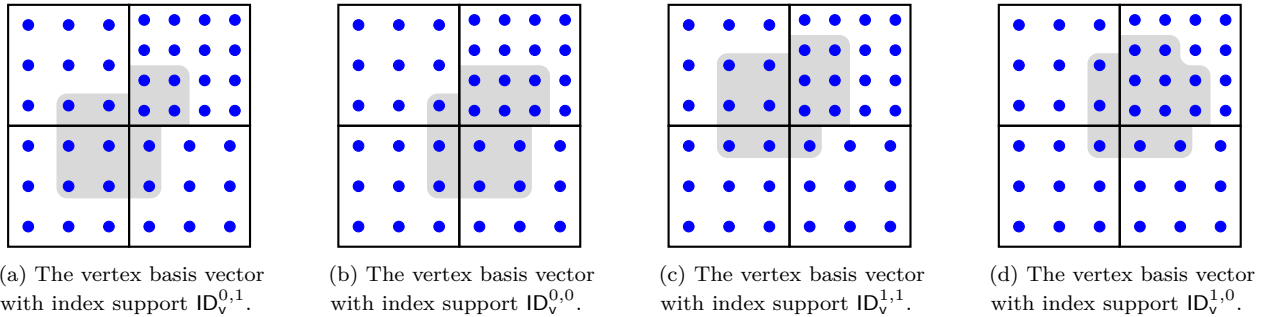 (a) The vertex basis vector
with index support ID_v^{0,1}.
(b) The vertex basis vector
with index support ID_v^{0,0}.
(c) The vertex basis vector
with index support ID_v^{1,1}.
(d) The vertex basis vector
with index support ID_v^{1,0}.